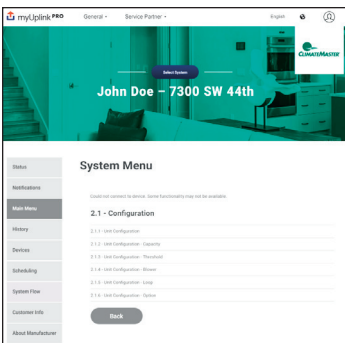 myUplink PRO
General
Service Partner
English
CLIMATEMASTER
Select System
John Doe – 7300 SW 44th
Status
Notifications
Main Menu
History
Devices
Scheduling
System Flow
Customer Info
About Manufacturer
System Menu
Could not connect to device. Some functionality may not be available.
2.1 - Configuration
2.1.1 - Unit Configuration
2.1.2 - Unit Configuration - Capacity
2.1.3 - Unit Configuration - Threshold
2.1.4 - Unit Configuration - Blower
2.1.5 - Unit Configuration - Loop
2.1.6 - Unit Configuration - Option
Back